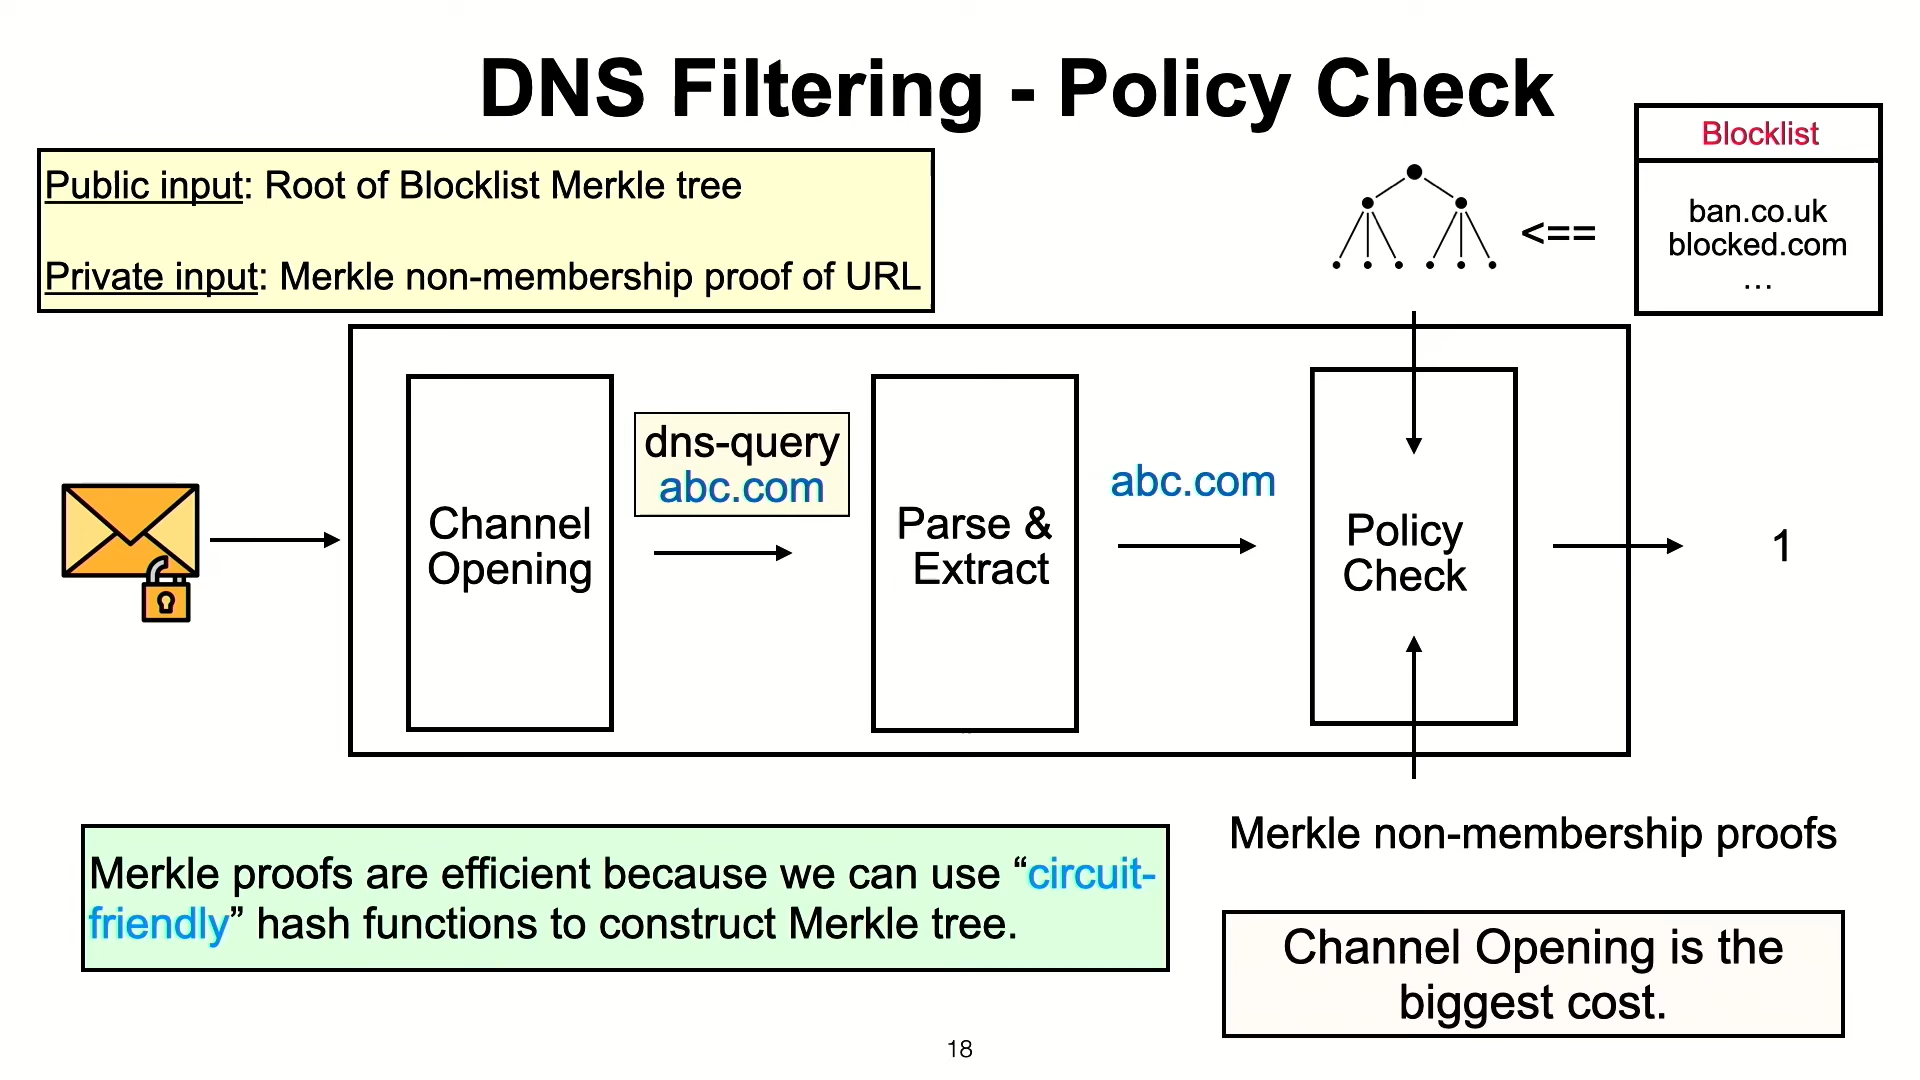 DNS Filtering - Policy Check
Public input: Root of Blocklist Merkle tree
Private input: Merkle non-membership proof of URL
<==
Blocklist
ban.co.uk
blocked.com
...
Channel
Opening
dns-query
abc.com
Parse &
Extract
abc.com
Policy
Check
1
Merkle non-membership proofs
Merkle proofs are efficient because we can use “circuit-
friendly” hash functions to construct Merkle tree.
Channel Opening is the
biggest cost.
18